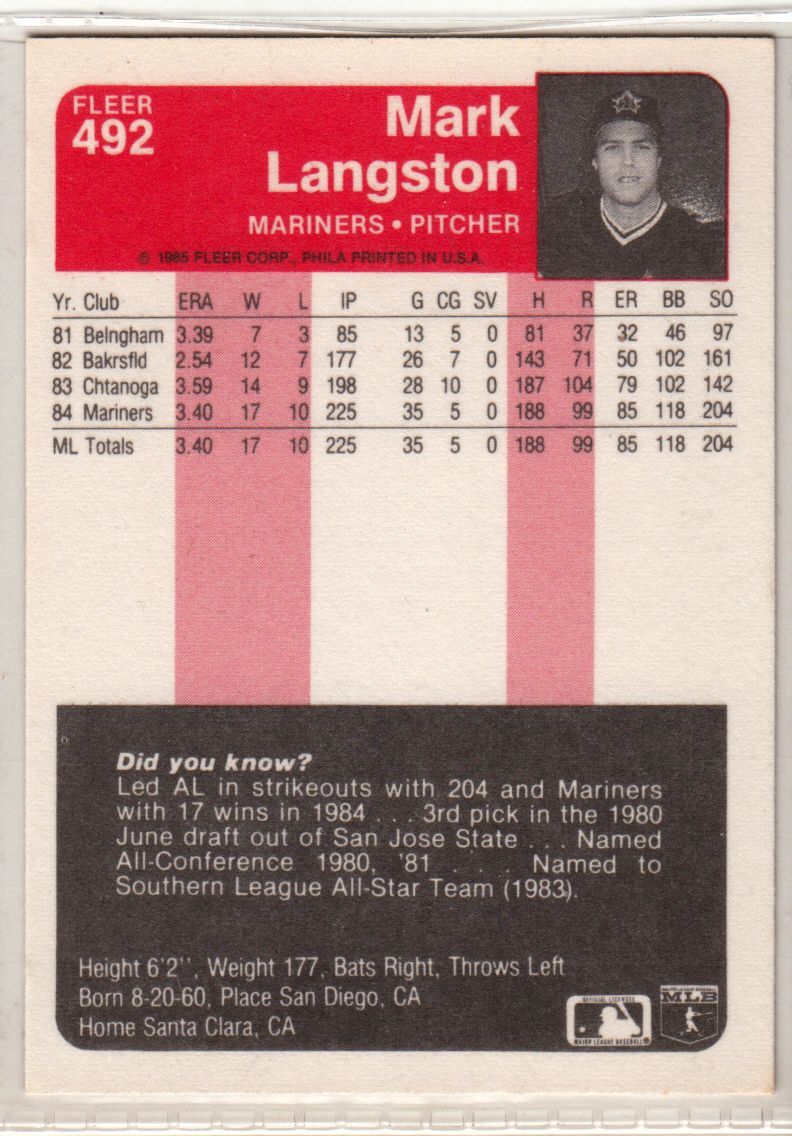 FLEER
492
Mark
Langston
MARINERS • PITCHER
© 1985 FLEER CORP., PHILA PRINTED IN U.S.A.
Yr. Club ERA W L IP G CG SV H R ER BB SO
81 Belngham 3.39 7 3 85 13 5 0 81 37 32 46 97
82 Bakrsfld 2.54 12 7 177 26 7 0 143 71 50 102 161
83 Chtanoga 3.59 14 9 198 28 10 0 187 104 79 102 142
84 Mariners 3.40 17 10 225 35 5 0 188 99 85 118 204
ML Totals 3.40 17 10 225 35 5 0 188 99 85 118 204
Did you know?
Led AL in strikeouts with 204 and Mariners
with 17 wins in 1984 . . . 3rd pick in the 1980
June draft out of San Jose State . . . Named
All-Conference 1980, '81 . . . Named to
Southern League All-Star Team (1983).
Height 6'2'', Weight 177, Bats Right, Throws Left
Born 8-20-60, Place San Diego, CA
Home Santa Clara, CA
OFFICIAL LICENSEE
MAJOR LEAGUE BASEBALL®
MAJOR LEAGUE BASEBALL
MLB